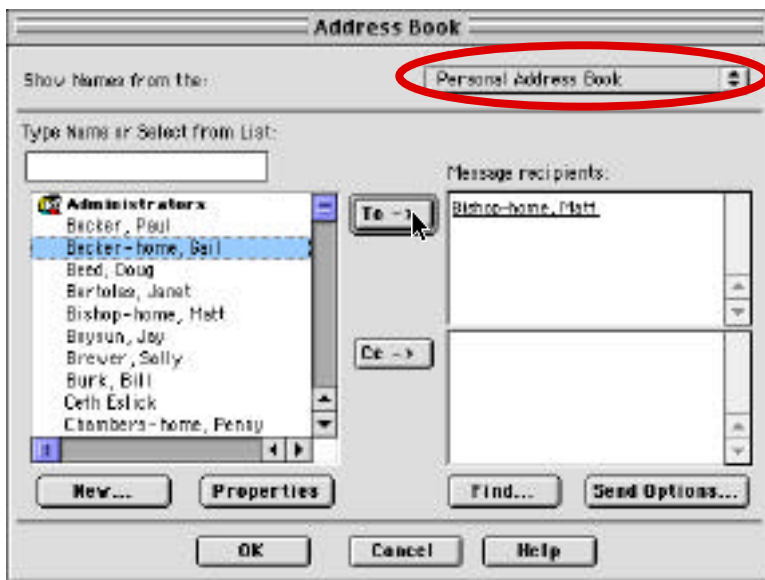 Address Book
Show Names from the:
Personal Address Book
Type Name or Select from List:
Message recipients:
Administrators
Becker, Paul
Becker-home, Gail
Beed, Doug
Bertolas, Janet
Bishop-home, Matt
Boysun, Jay
Brewer, Sally
Burk, Bill
Ceth Eslick
Chambers-home, Penny
To ->
Bishop-home, Matt
Cc ->
New...
Properties
Find...
Send Options...
OK
Cancel
Help